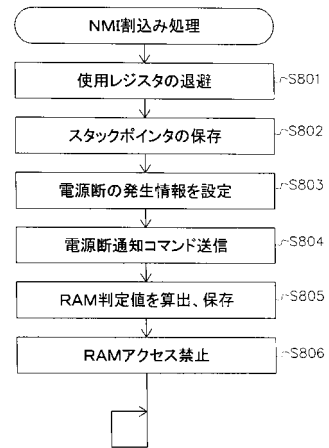 NMI割込み処理
使用レジスタの退避
S801
スタックポインタの保存
S802
電源断の発生情報を設定
S803
電源断通知コマンド送信
S804
RAM判定値を算出、保存
S805
RAMアクセス禁止
S806